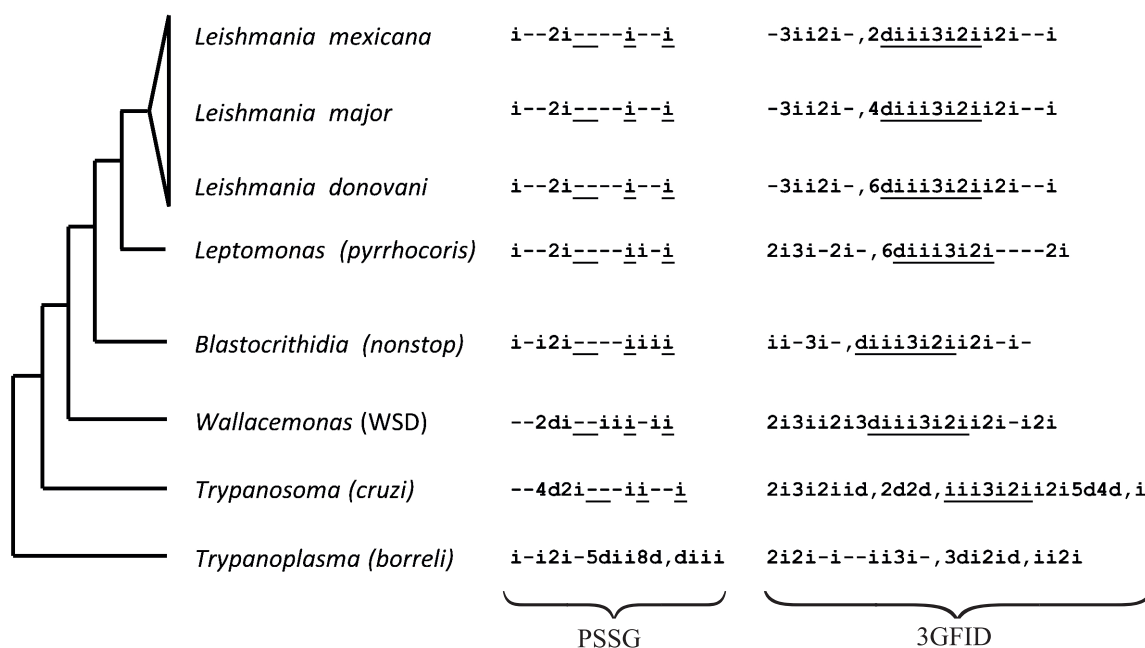 Leishmania mexicana i--2i----i--i -3ii2i-,2diii3i2ii2i--i
Leishmania major i--2i----i--i -3ii2i-,4diii3i2ii2i--i
Leishmania donovani i--2i----i--i -3ii2i-,6diii3i2ii2i--i
Leptomonas (pyrrhocoris) i--2i----ii-i 2i3i-2i-,6diii3i2i----2i
Blastocrithidia (nonstop) i-i2i----iiii ii-3i-,diii3i2ii2i-i-
Wallacemonas (WSD) --2di--iii-ii 2i3ii2i3diii3i2ii2i-i2i
Trypanosoma (cruzi) --4d2i---ii--i 2i3i2iid,2d2d,iii3i2ii2i5d4d,i
Trypanoplasma (borreli) i-i2i-5dii8d,diii 2i2i-i--ii3i-,3di2id,ii2i
PSSG 3GFID